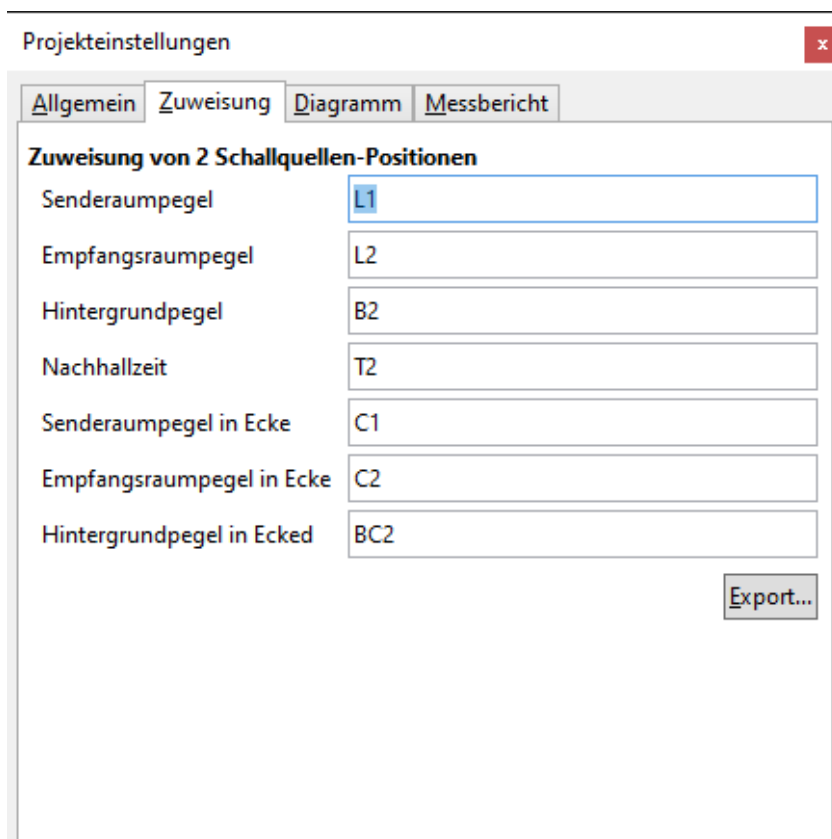 Projekteinstellungen
x
Allgemein Zuweisung Diagramm Messbericht
Zuweisung von 2 Schallquellen-Positionen
Senderaumpegel L1
Empfangsraumpegel L2
Hintergrundpegel B2
Nachhallzeit T2
Senderaumpegel in Ecke C1
Empfangsraumpegel in Ecke C2
Hintergrundpegel in Ecked BC2
Export...